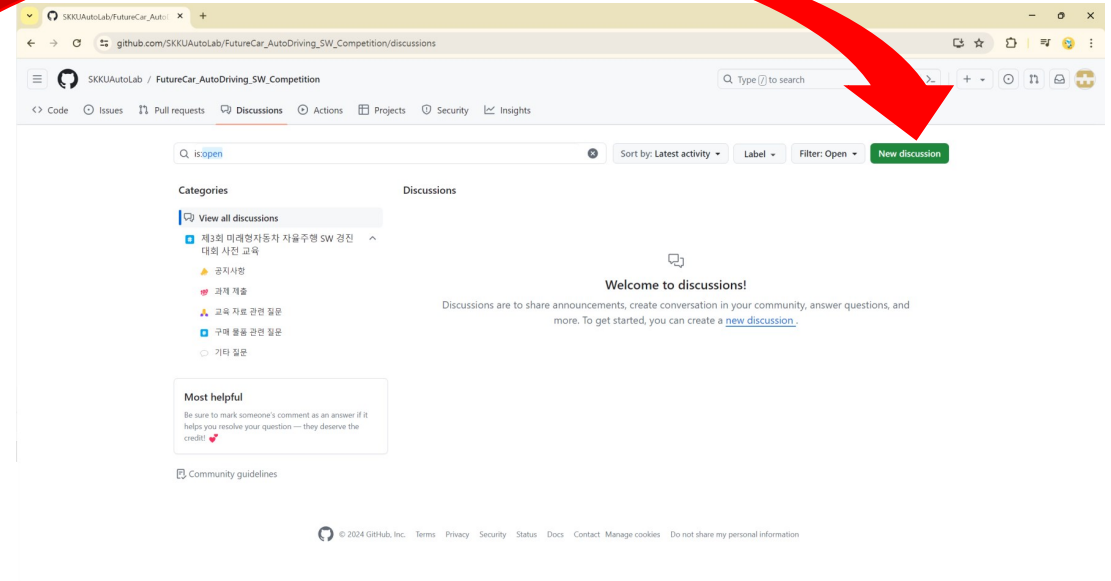 SKKUAutoLab/FutureCar_Autol
github.com/SKKUAutoLab/FutureCar_AutoDriving_SW_Competition/discussions
SKKUAutoLab / FutureCar_AutoDriving_SW_Competition
Type / to search
Code Issues Pull requests Discussions Actions Projects Security Insights
is:open
Sort by: Latest activity Label Filter: Open New discussion
Categories
Discussions
View all discussions
제3회 미래형자동차 자율주행 SW 경진
대회 사전 교육
공지사항
과제 제출
교육 자료 관련 질문
구매 물품 관련 질문
기타 질문
Welcome to discussions!
Discussions are to share announcements, create conversation in your community, answer questions, and
more. To get started, you can create a new discussion .
Most helpful
Be sure to mark someone's comment as an answer if it
helps you resolve your question — they deserve the
credit! 💕
Community guidelines
© 2024 GitHub, Inc. Terms Privacy Security Status Docs Contact Manage cookies Do not share my personal information